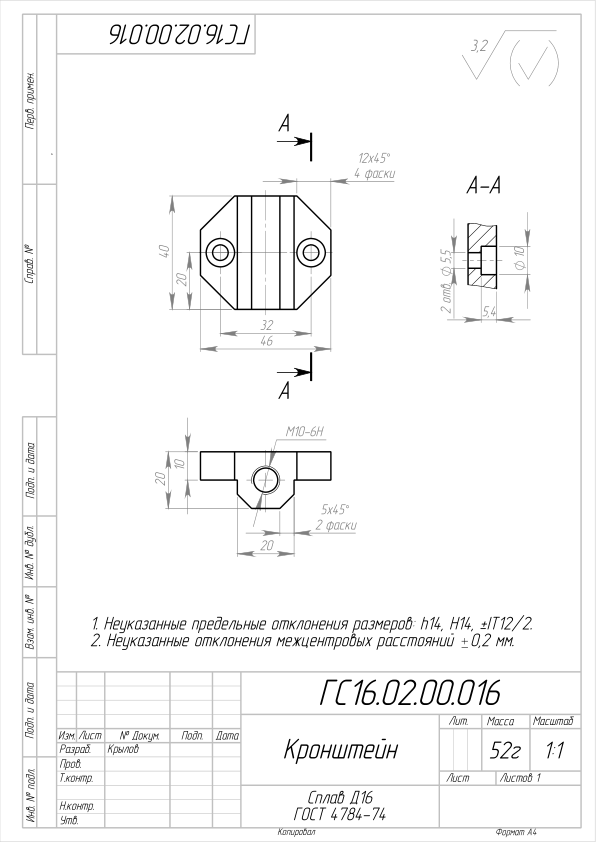 ГС16.02.00.016
3,2
Перв. примен.
Справ. №
А
12х45°
4 фаски
А-А
40
20
32
46
2 отв. ϕ 5,5
ϕ 10
5,4
А
М10-6Н
20
10
5х45°
2 фаски
20
Подп. и дата
Инв. № дубл.
Взам. инв. №
Подп. и дата
Инв. № подл.
1. Неуказанные предельные отклонения размеров: h14, H14, ±IT12/2.
2. Неуказанные отклонения межцентровых расстояний ±0,2 мм.
ГС16.02.00.016
Изм. Лист № Докум. Подп. Дата
Разраб. Крылов
Пров.
Т.контр.
Н.контр.
Утв.
Кронштейн
Лит. Масса Масштаб
52г 1:1
Лист Листов 1
Сплав Д16
ГОСТ 4784-74
Копировал Формат А4